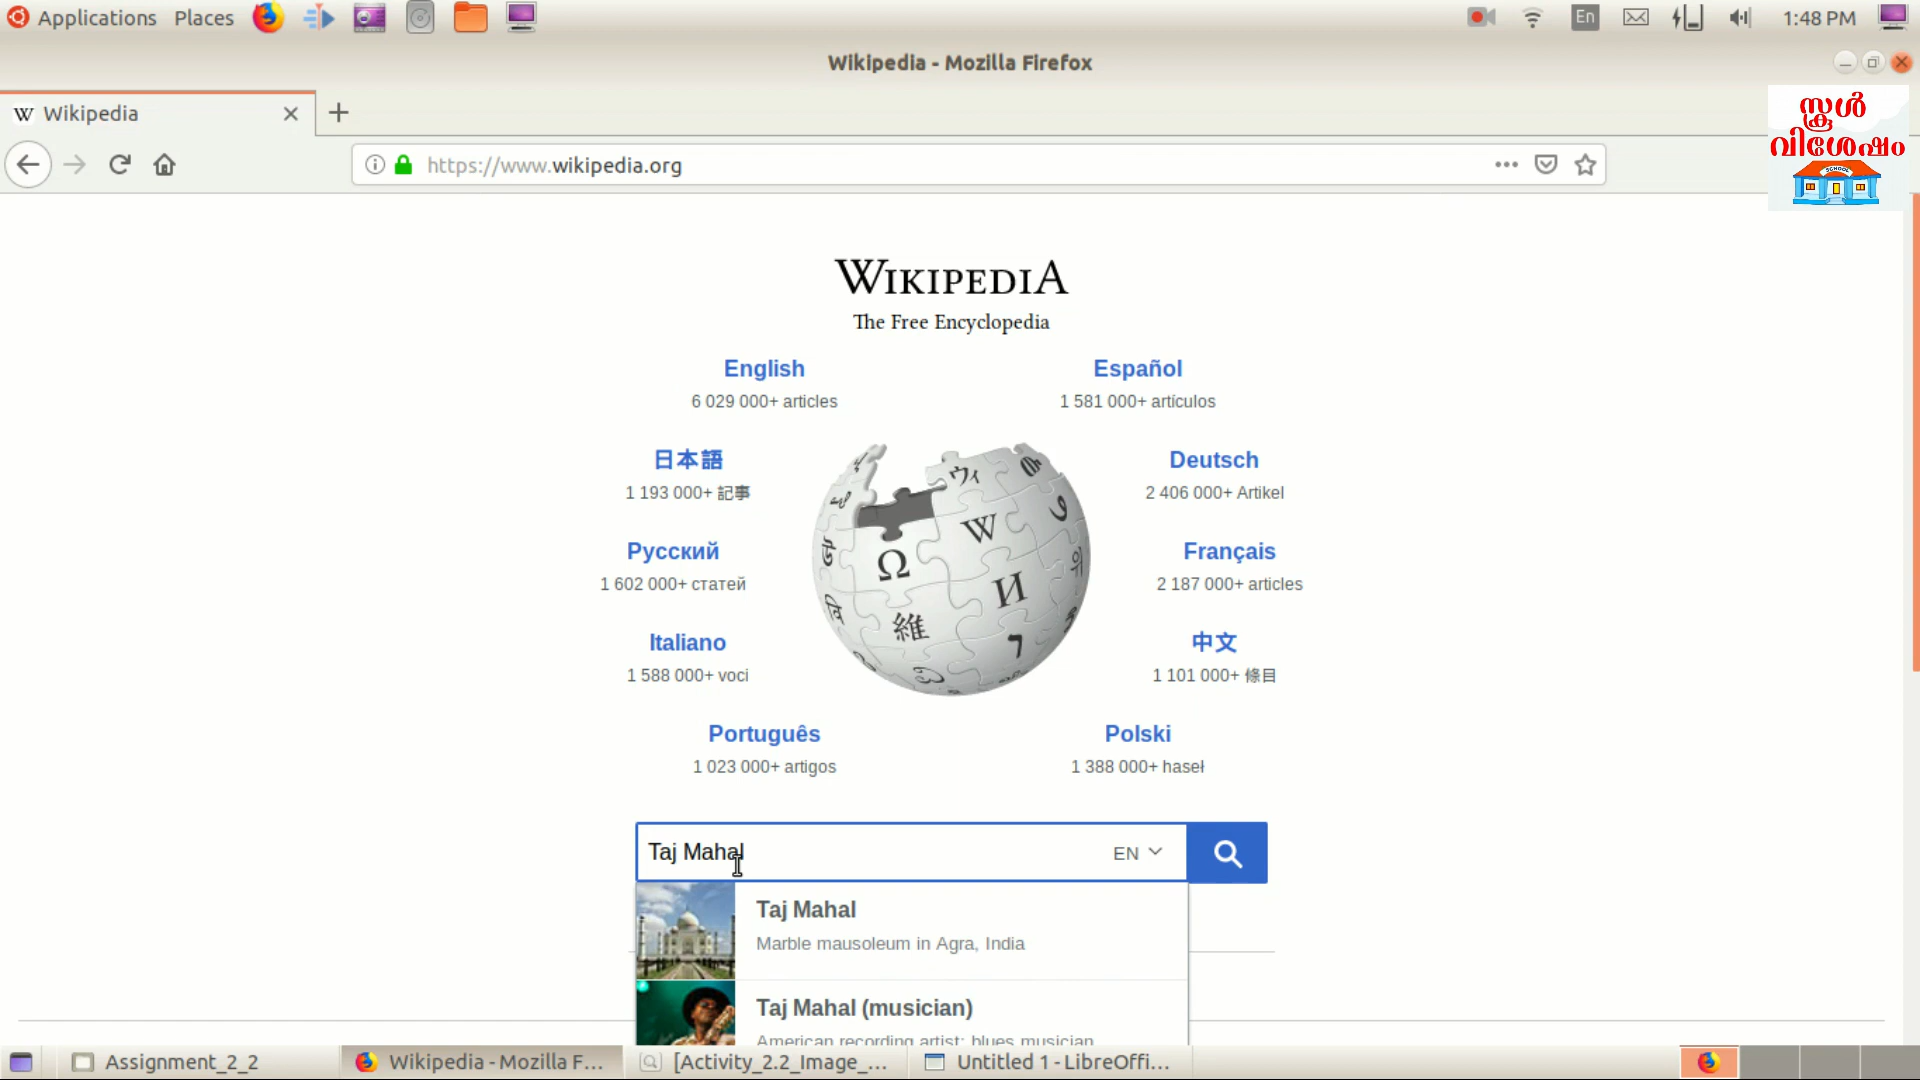 Applications Places En 1:48 PM
Wikipedia - Mozilla Firefox
W Wikipedia
സ്കൂൾ
വിശേഷം
SCHOOL
https://www.wikipedia.org
WIKIPEDIA
The Free Encyclopedia
English
6 029 000+ articles
Español
1 581 000+ artículos
日本語
1 193 000+ 記事
Deutsch
2 406 000+ Artikel
Русский
1 602 000+ статей
Français
2 187 000+ articles
Italiano
1 588 000+ voci
中文
1 101 000+ 條目
Português
1 023 000+ artigos
Polski
1 388 000+ haseł
ウィ
W
Ω
И
維
Taj Mahal EN
Taj Mahal
Marble mausoleum in Agra, India
Taj Mahal (musician)
American recording artist; blues musician
Assignment_2_2 Wikipedia - Mozilla F... [Activity_2.2_Image_... Untitled 1 - LibreOffi...